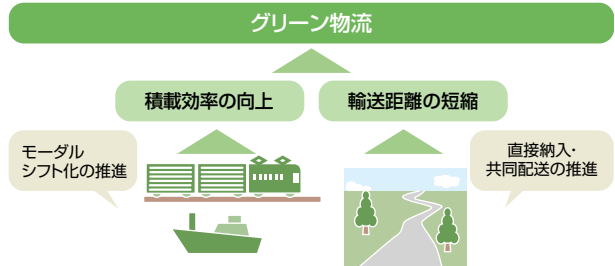 グリーン物流
積載効率の向上
輸送距離の短縮
モーダル
シフト化の推進
直接納入・
共同配送の推進